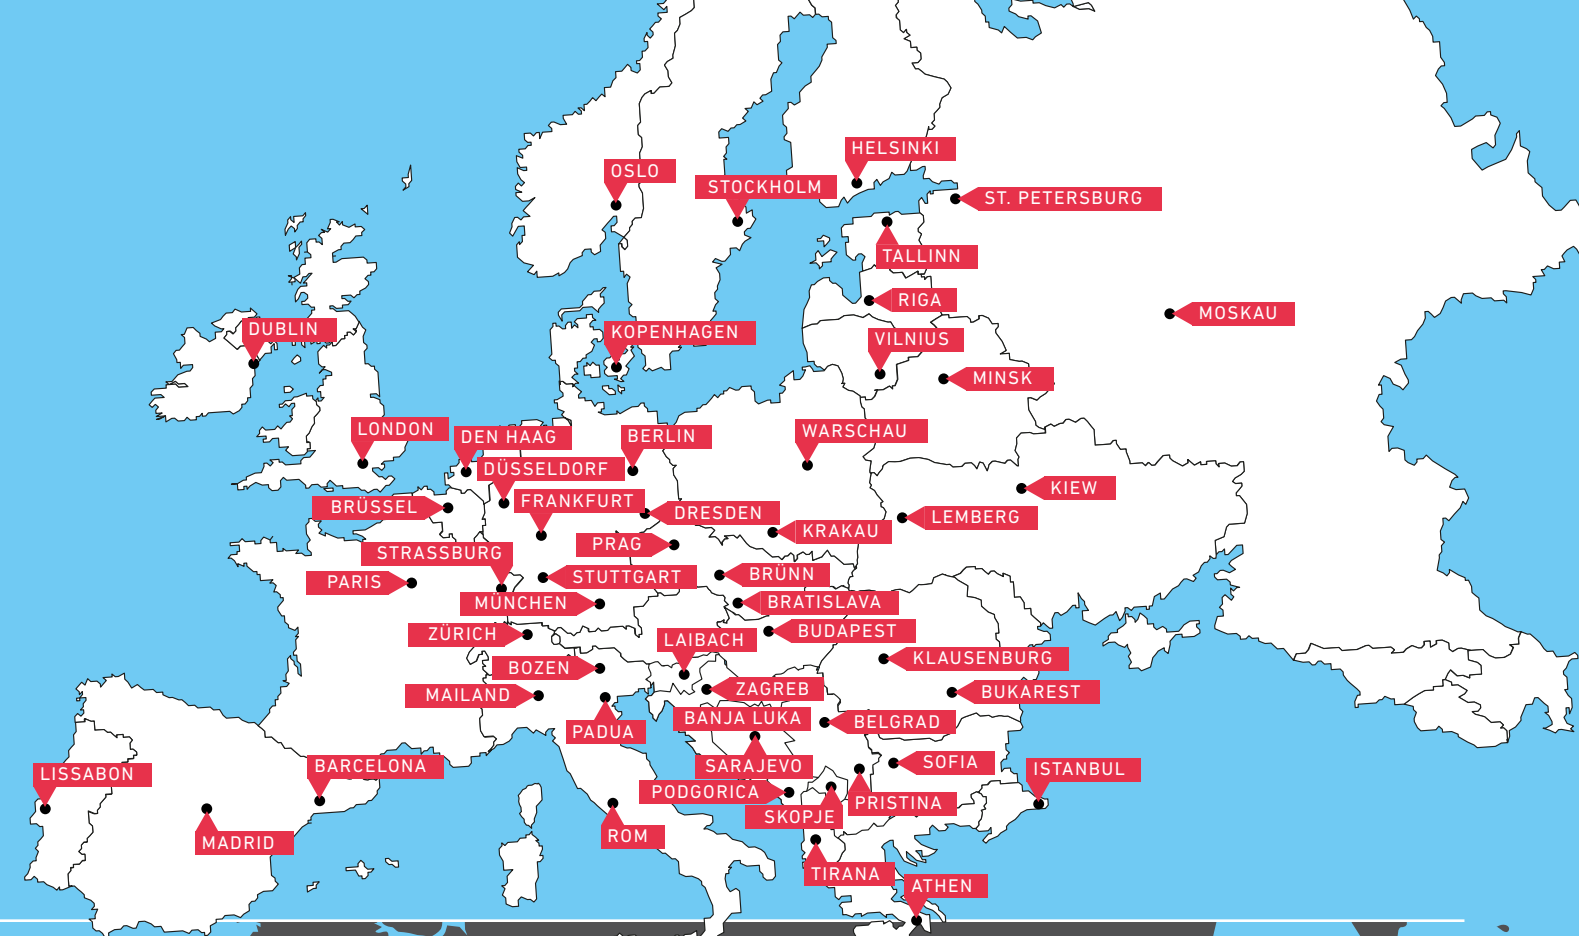 HELSINKI
OSLO
STOCKHOLM
ST. PETERSBURG
TALLINN
RIGA
MOSKAU
DUBLIN
KOPENHAGEN
VILNIUS
MINSK
LONDON
DEN HAAG
BERLIN
WARSCHAU
DÜSSELDORF
KIEW
FRANKFURT
BRÜSSEL
DRESDEN
LEMBERG
KRAKAU
PRAG
STRASSBURG
PARIS
STUTTGART
BRÜNN
MÜNCHEN
BRATISLAVA
ZÜRICH
LAIBACH
BUDAPEST
BOZEN
KLAUSENBURG
MAILAND
ZAGREB
BUKAREST
PADUA
BANJA LUKA
BELGRAD
LISSABON
BARCELONA
SARAJEVO
SOFIA
ISTANBUL
PODGORICA
PRISTINA
SKOPJE
MADRID
ROM
TIRANA
ATHEN